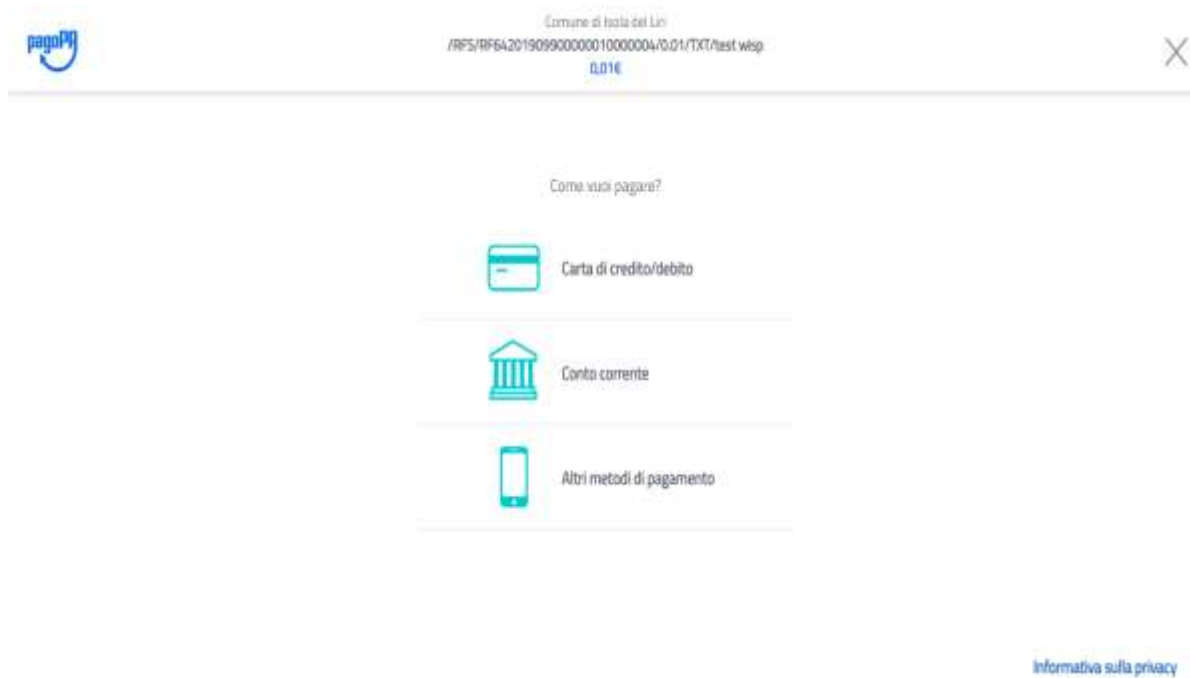 pagoPA
Comune di Isola del Liri
/RFS/RF64201909900000010000004/0.01/TXT/test wisp
0,01€
X
Come vuoi pagare?
Carta di credito/debito
Conto corrente
Altri metodi di pagamento
Informativa sulla privacy